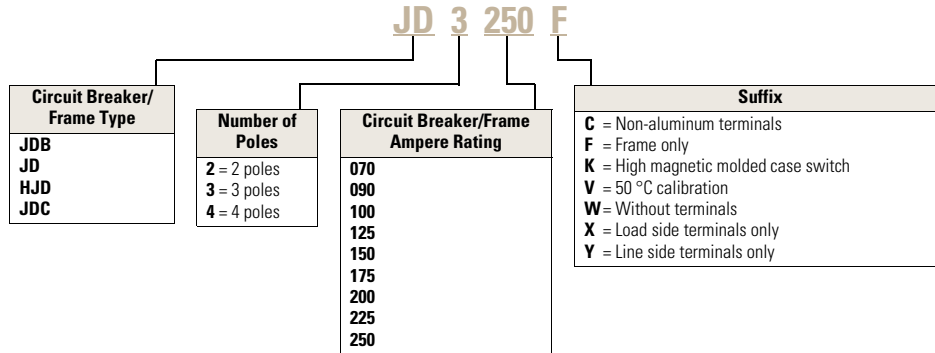 JD 3 250 F
Circuit Breaker/
Frame Type
JDB
JD
HJD
JDC
Number of
Poles
2 = 2 poles
3 = 3 poles
4 = 4 poles
Circuit Breaker/Frame
Ampere Rating
070
090
100
125
150
175
200
225
250
Suffix
C = Non-aluminum terminals
F = Frame only
K = High magnetic molded case switch
V = 50 °C calibration
W = Without terminals
X = Load side terminals only
Y = Line side terminals only